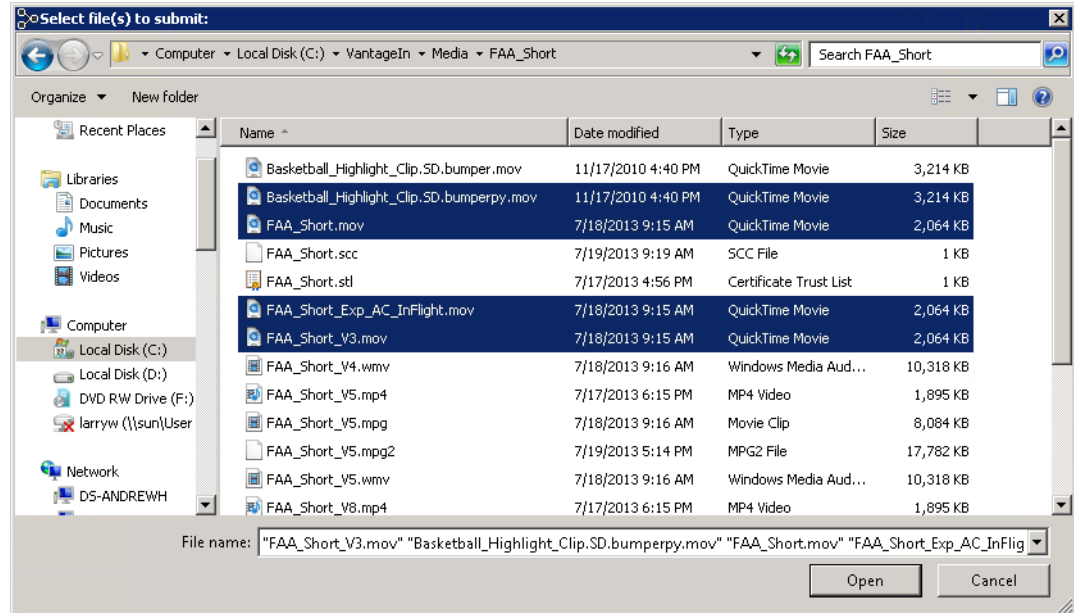 Select file(s) to submit:
Computer Local Disk (C:) VantageIn Media FAA_Short
Search FAA_Short
Organize New folder
Recent Places
Libraries
Documents
Music
Pictures
Videos
Computer
Local Disk (C:)
Local Disk (D:)
DVD RW Drive (F:)
larryw (\\sun\User
Network
DS-ANDREWH
Name Date modified Type Size
Basketball_Highlight_Clip.SD.bumper.mov 11/17/2010 4:40 PM QuickTime Movie 3,214 KB
Basketball_Highlight_Clip.SD.bumperpy.mov 11/17/2010 4:40 PM QuickTime Movie 3,214 KB
FAA_Short.mov 7/18/2013 9:15 AM QuickTime Movie 2,064 KB
FAA_Short.scc 7/19/2013 9:19 AM SCC File 1 KB
FAA_Short.stl 7/17/2013 4:56 PM Certificate Trust List 1 KB
FAA_Short_Exp_AC_InFlight.mov 7/18/2013 9:15 AM QuickTime Movie 2,064 KB
FAA_Short_V3.mov 7/18/2013 9:15 AM QuickTime Movie 2,064 KB
FAA_Short_V4.wmv 7/18/2013 9:16 AM Windows Media Aud... 10,318 KB
FAA_Short_V5.mp4 7/17/2013 6:15 PM MP4 Video 1,895 KB
FAA_Short_V5.mpg 7/18/2013 9:16 AM Movie Clip 8,084 KB
FAA_Short_V5.mpg2 7/19/2013 5:14 PM MPG2 File 17,782 KB
FAA_Short_V5.wmv 7/18/2013 9:16 AM Windows Media Aud... 10,318 KB
FAA_Short_V8.mp4 7/17/2013 6:15 PM MP4 Video 1,895 KB
File name: "FAA_Short_V3.mov" "Basketball_Highlight_Clip.SD.bumperpy.mov" "FAA_Short.mov" "FAA_Short_Exp_AC_InFlig
Open Cancel